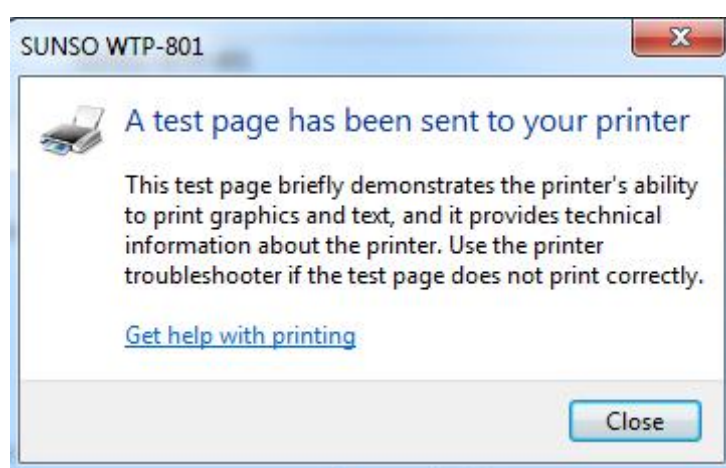 SUNSO WTP-801
A test page has been sent to your printer
This test page briefly demonstrates the printer's ability
to print graphics and text, and it provides technical
information about the printer. Use the printer
troubleshooter if the test page does not print correctly.
Get help with printing
Close